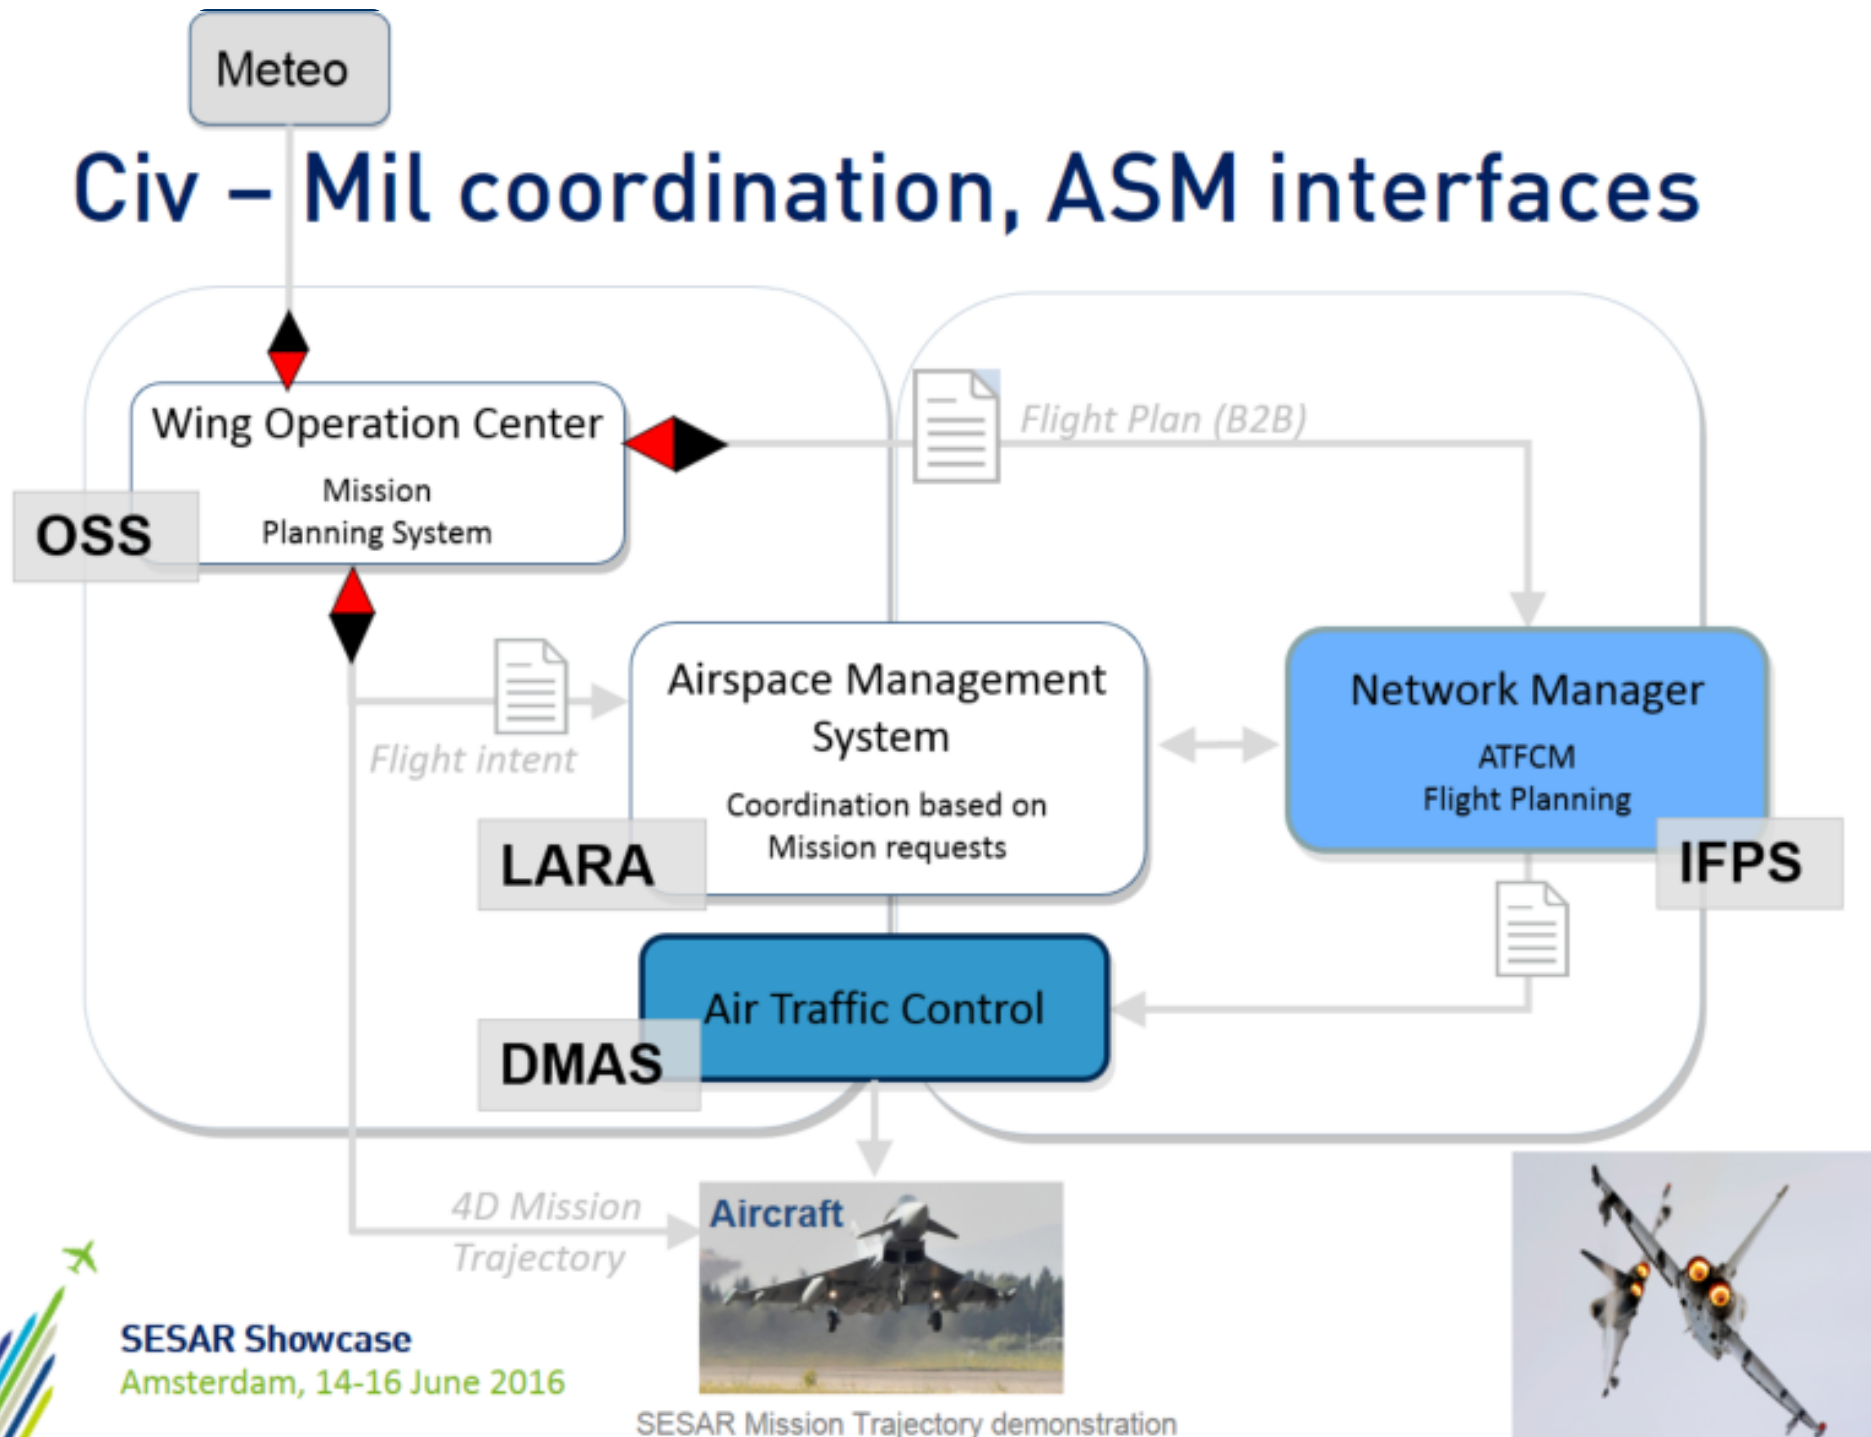 Meteo
Civ – Mil coordination, ASM interfaces
Wing Operation Center
Mission
Planning System
OSS
Flight Plan (B2B)
Flight intent
Airspace Management
System
Coordination based on
Mission requests
LARA
Network Manager
ATFCM
Flight Planning
IFPS
Air Traffic Control
DMAS
4D Mission
Trajectory
Aircraft
SESAR Showcase
Amsterdam, 14-16 June 2016
SESAR Mission Trajectory demonstration